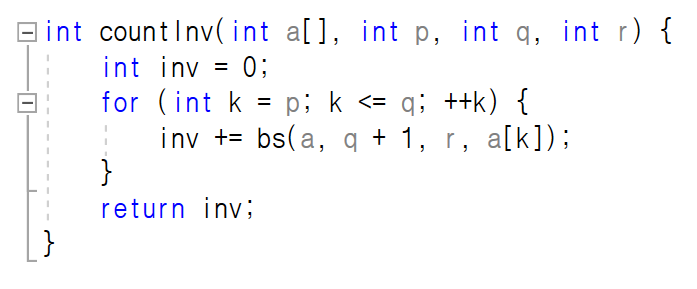 int countInv(int a[], int p, int q, int r) {
    int inv = 0;
    for (int k = p; k <= q; ++k) {
        inv += bs(a, q + 1, r, a[k]);
    }
    return inv;
}